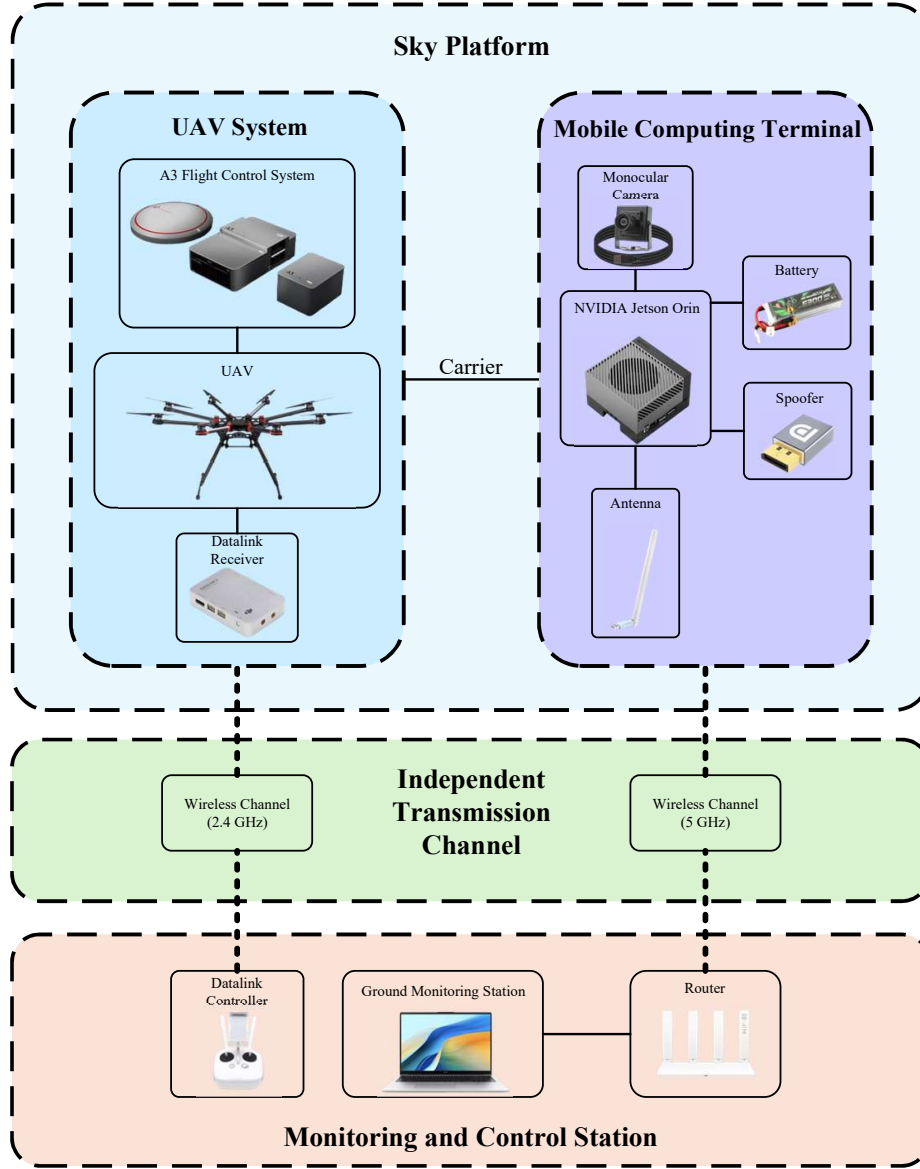 Sky Platform
UAV System
A3 Flight Control System
UAV
Datalink
Receiver
Carrier
Mobile Computing Terminal
Monocular
Camera
NVIDIA Jetson Orin
Battery
5300
Spoofer
Antenna
Independent
Transmission
Channel
Wireless Channel
(2.4 GHz)
Wireless Channel
(5 GHz)
Datalink
Controller
Ground Monitoring Station
Router
Monitoring and Control Station